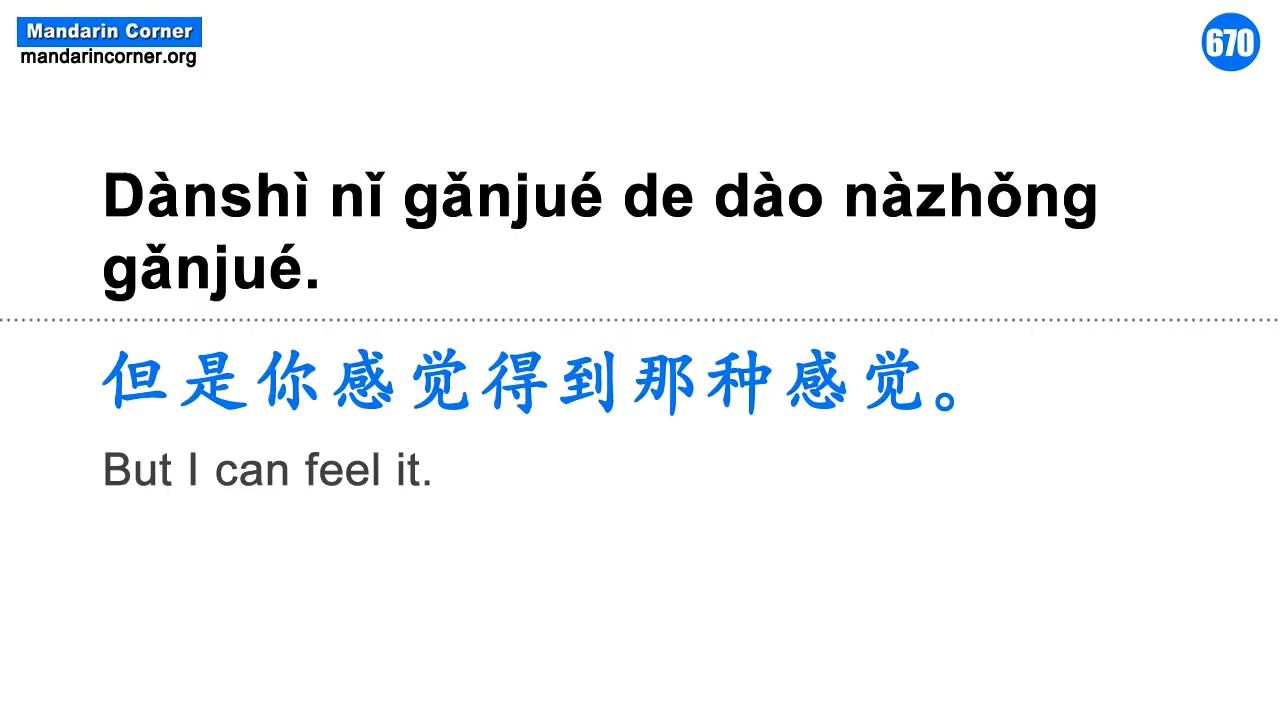 Mandarin Corner
mandarincorner.org
670
Dànshì nǐ gǎnjué de dào nàzhǒng
gǎnjué.
但是你感觉得到那种感觉。
But I can feel it.